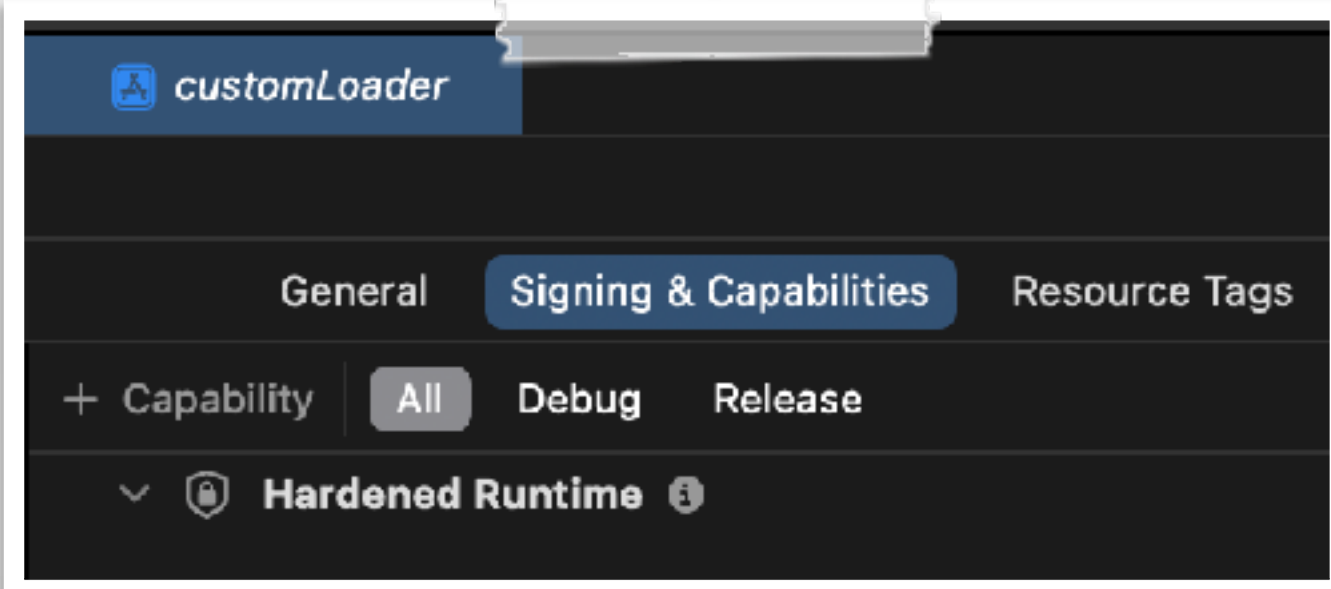 customLoader
General Signing & Capabilities Resource Tags
+ Capability All Debug Release
Hardened Runtime